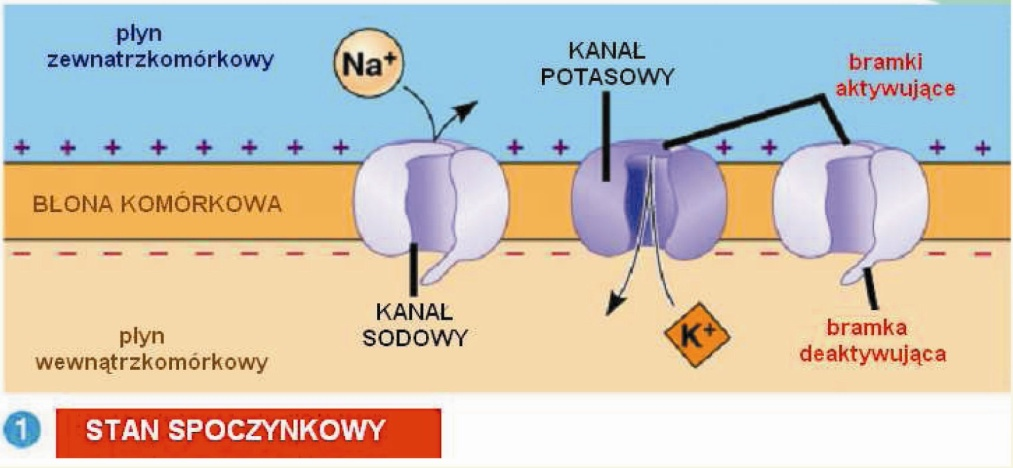 płyn
zewnatrzkomórkowy
Na+
KANAŁ
POTASOWY
bramki
aktywujące
+ + + + + + + + + + + + + +
BŁONA KOMÓRKOWA
KANAŁ
SODOWY
K+
płyn
wewnątrzkomórkowy
bramka
deaktywująca
1 STAN SPOCZYNKOWY